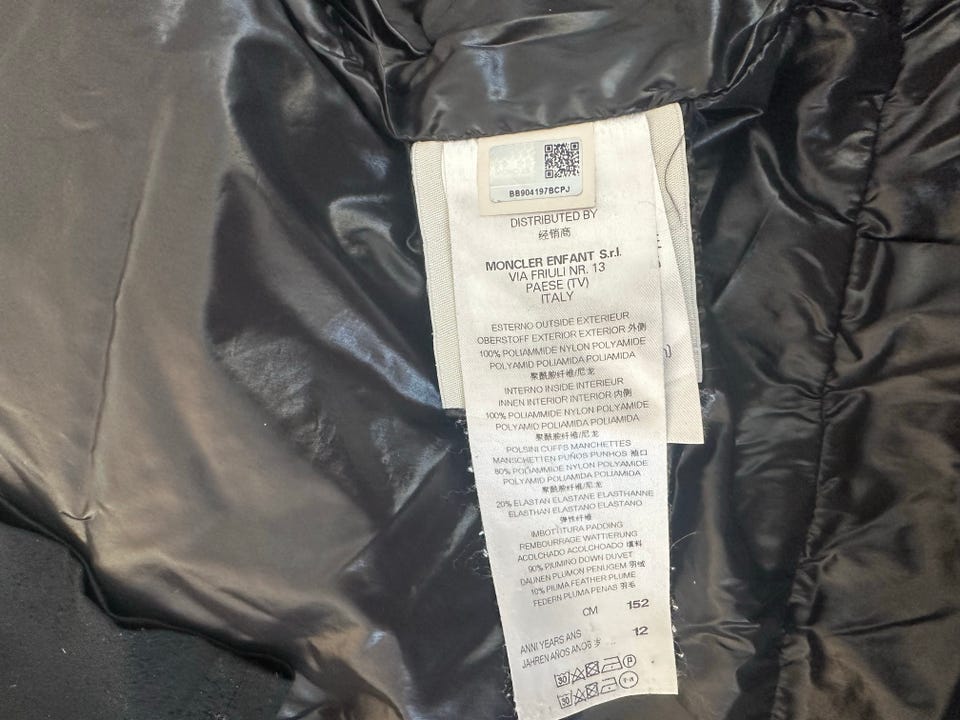 BB904197BCPJ
DISTRIBUTED BY
经销商
MONCLER ENFANT S.r.l.
VIA FRIULI NR. 13
PAESE (TV)
ITALY
ESTERNO OUTSIDE EXTERIEUR
OBERSTOFF EXTERIOR EXTERIOR 外侧
100% POLIAMMIDE NYLON POLYAMIDE
POLYAMID POLIAMIDA POLIAMIDA
聚酰胺纤维/尼龙
INTERNO INSIDE INTERIEUR
INNEN INTERIOR INTERIOR 内侧
100% POLIAMMIDE NYLON POLYAMIDE
POLYAMID POLIAMIDA POLIAMIDA
聚酰胺纤维/尼龙
POLSINI CUFFS MANCHETTES
MANSCHETTEN PUÑOS PUNHOS 袖口
80% POLIAMMIDE NYLON POLYAMIDE
POLYAMID POLIAMIDA POLIAMIDA
聚酰胺纤维/尼龙
20% ELASTAN ELASTANE ELASTHANNE
ELASTHAN ELASTANO ELASTANO
弹性纤维
IMBOTTITURA PADDING
REMBOURRAGE WATTIERUNG
ACOLCHADO ACOLCHOADO 填料
90% PIUMINO DOWN DUVET
DAUNEN PLUMON PENUGEM 羽绒
10% PIUMA FEATHER PLUME
FEDERN PLUMA PENAS 羽毛
CM 152
ANNI YEARS ANS 12
JAHREN AÑOS ANOS 岁
30 P
30